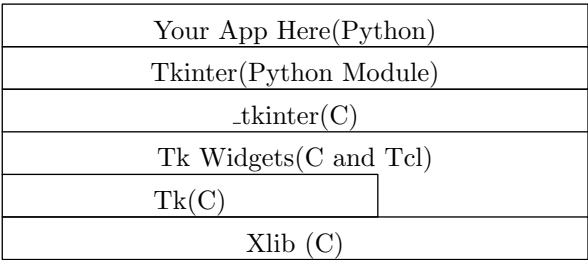 Your App Here(Python)
Tkinter(Python Module)
_tkinter(C)
Tk Widgets(C and Tcl)
Tk(C)
Xlib (C)